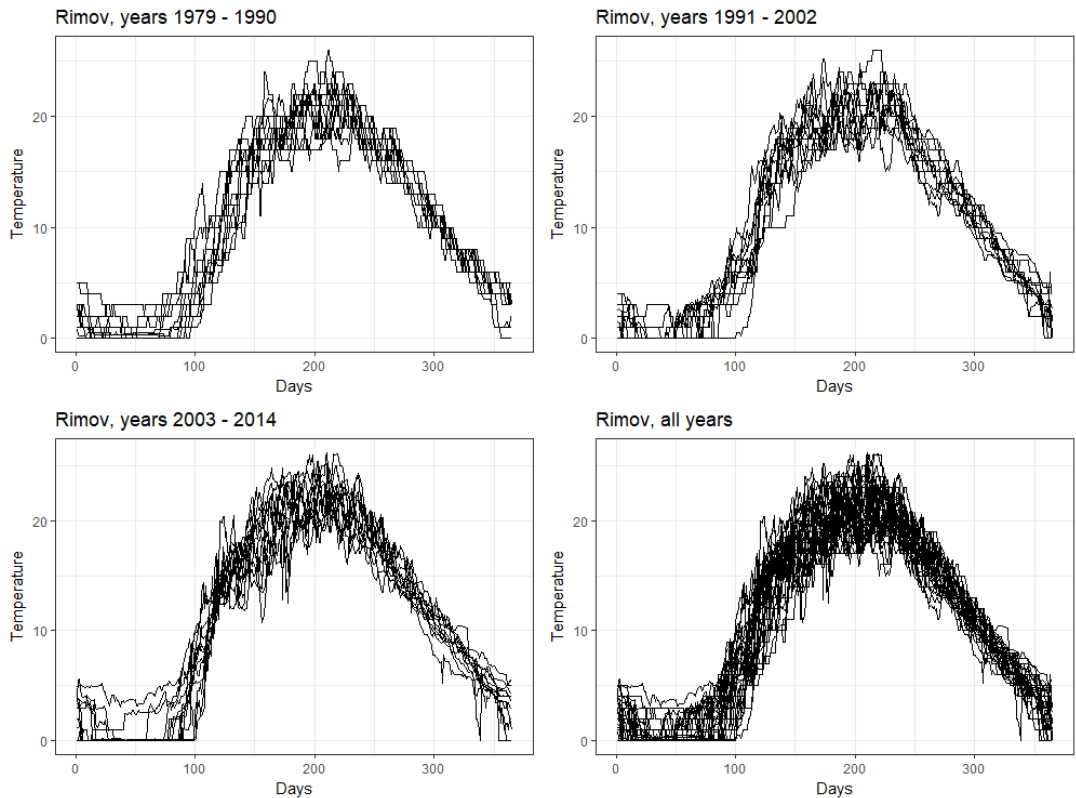 Rimov, years 1979 - 1990
Temperature
20
10
0
0 100 200 300
Days
Rimov, years 1991 - 2002
Temperature
20
10
0
0 100 200 300
Days
Rimov, years 2003 - 2014
Temperature
20
10
0
0 100 200 300
Days
Rimov, all years
Temperature
20
10
0
0 100 200 300
Days